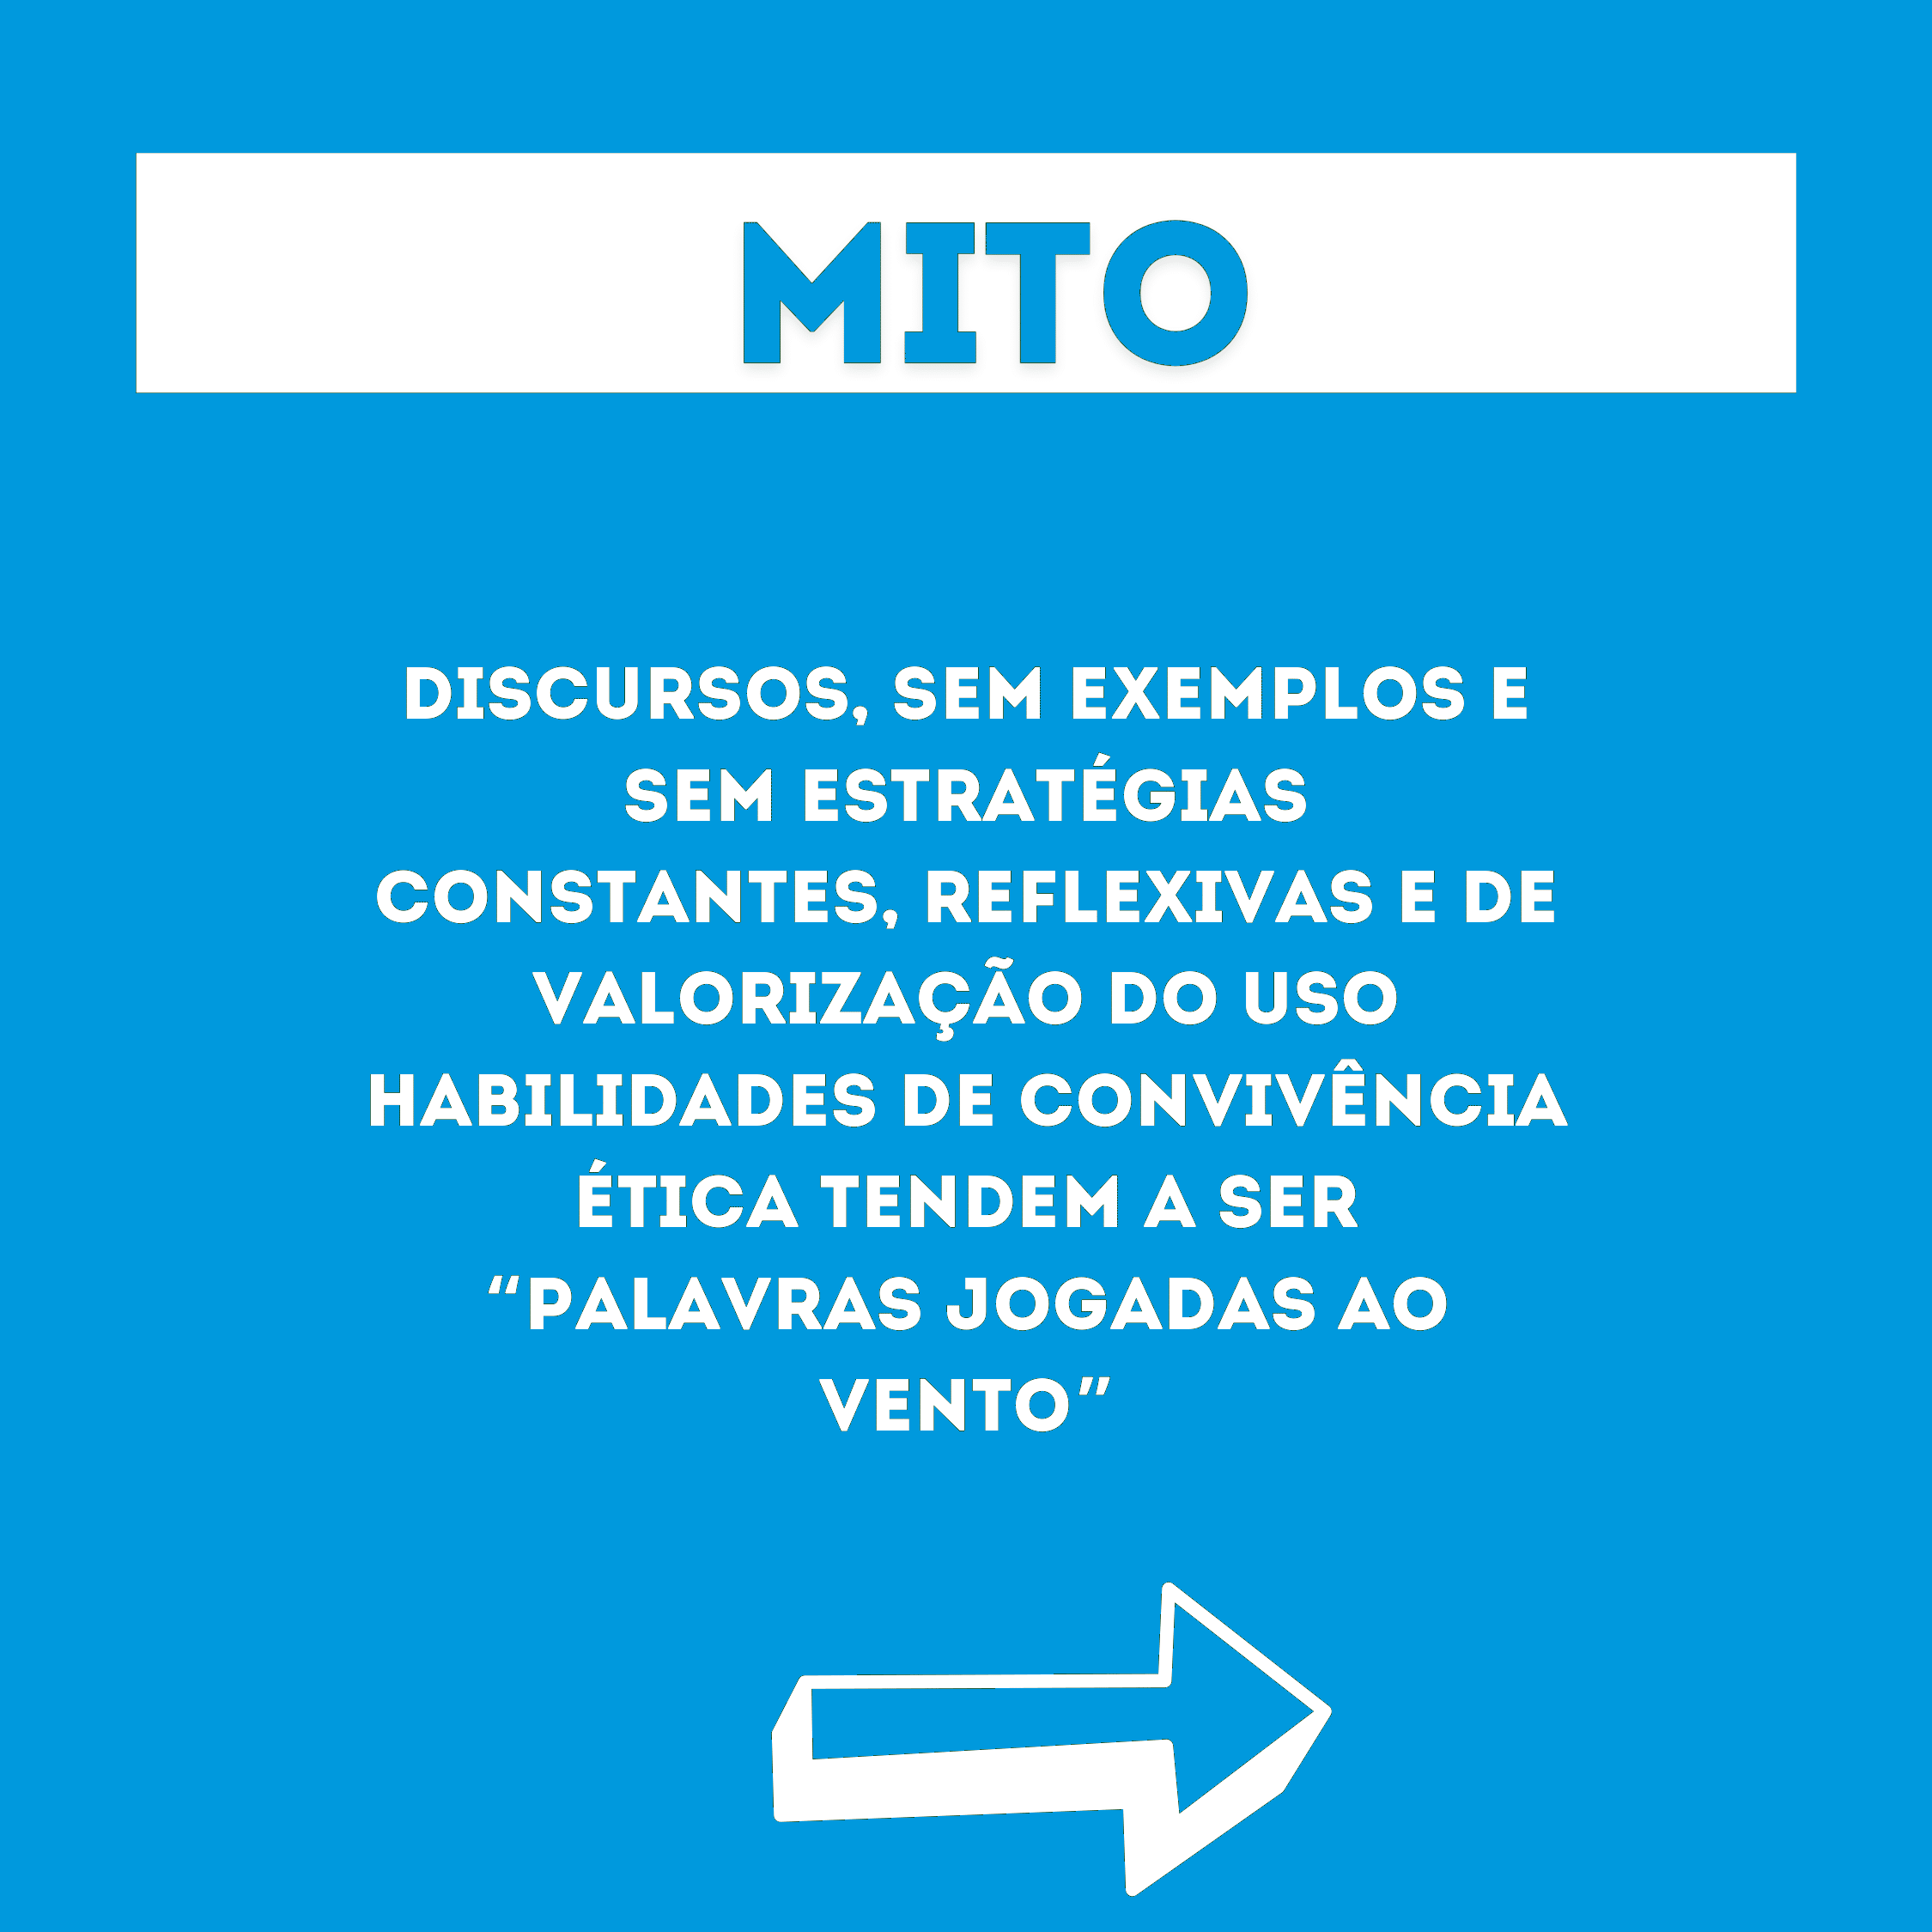 MITO
DISCURSOS, SEM EXEMPLOS E
SEM ESTRATÉGIAS
CONSTANTES, REFLEXIVAS E DE
VALORIZAÇÃO DO USO
HABILIDADES DE CONVIVÊNCIA
ÉTICA TENDEM A SER
“PALAVRAS JOGADAS AO
VENTO”